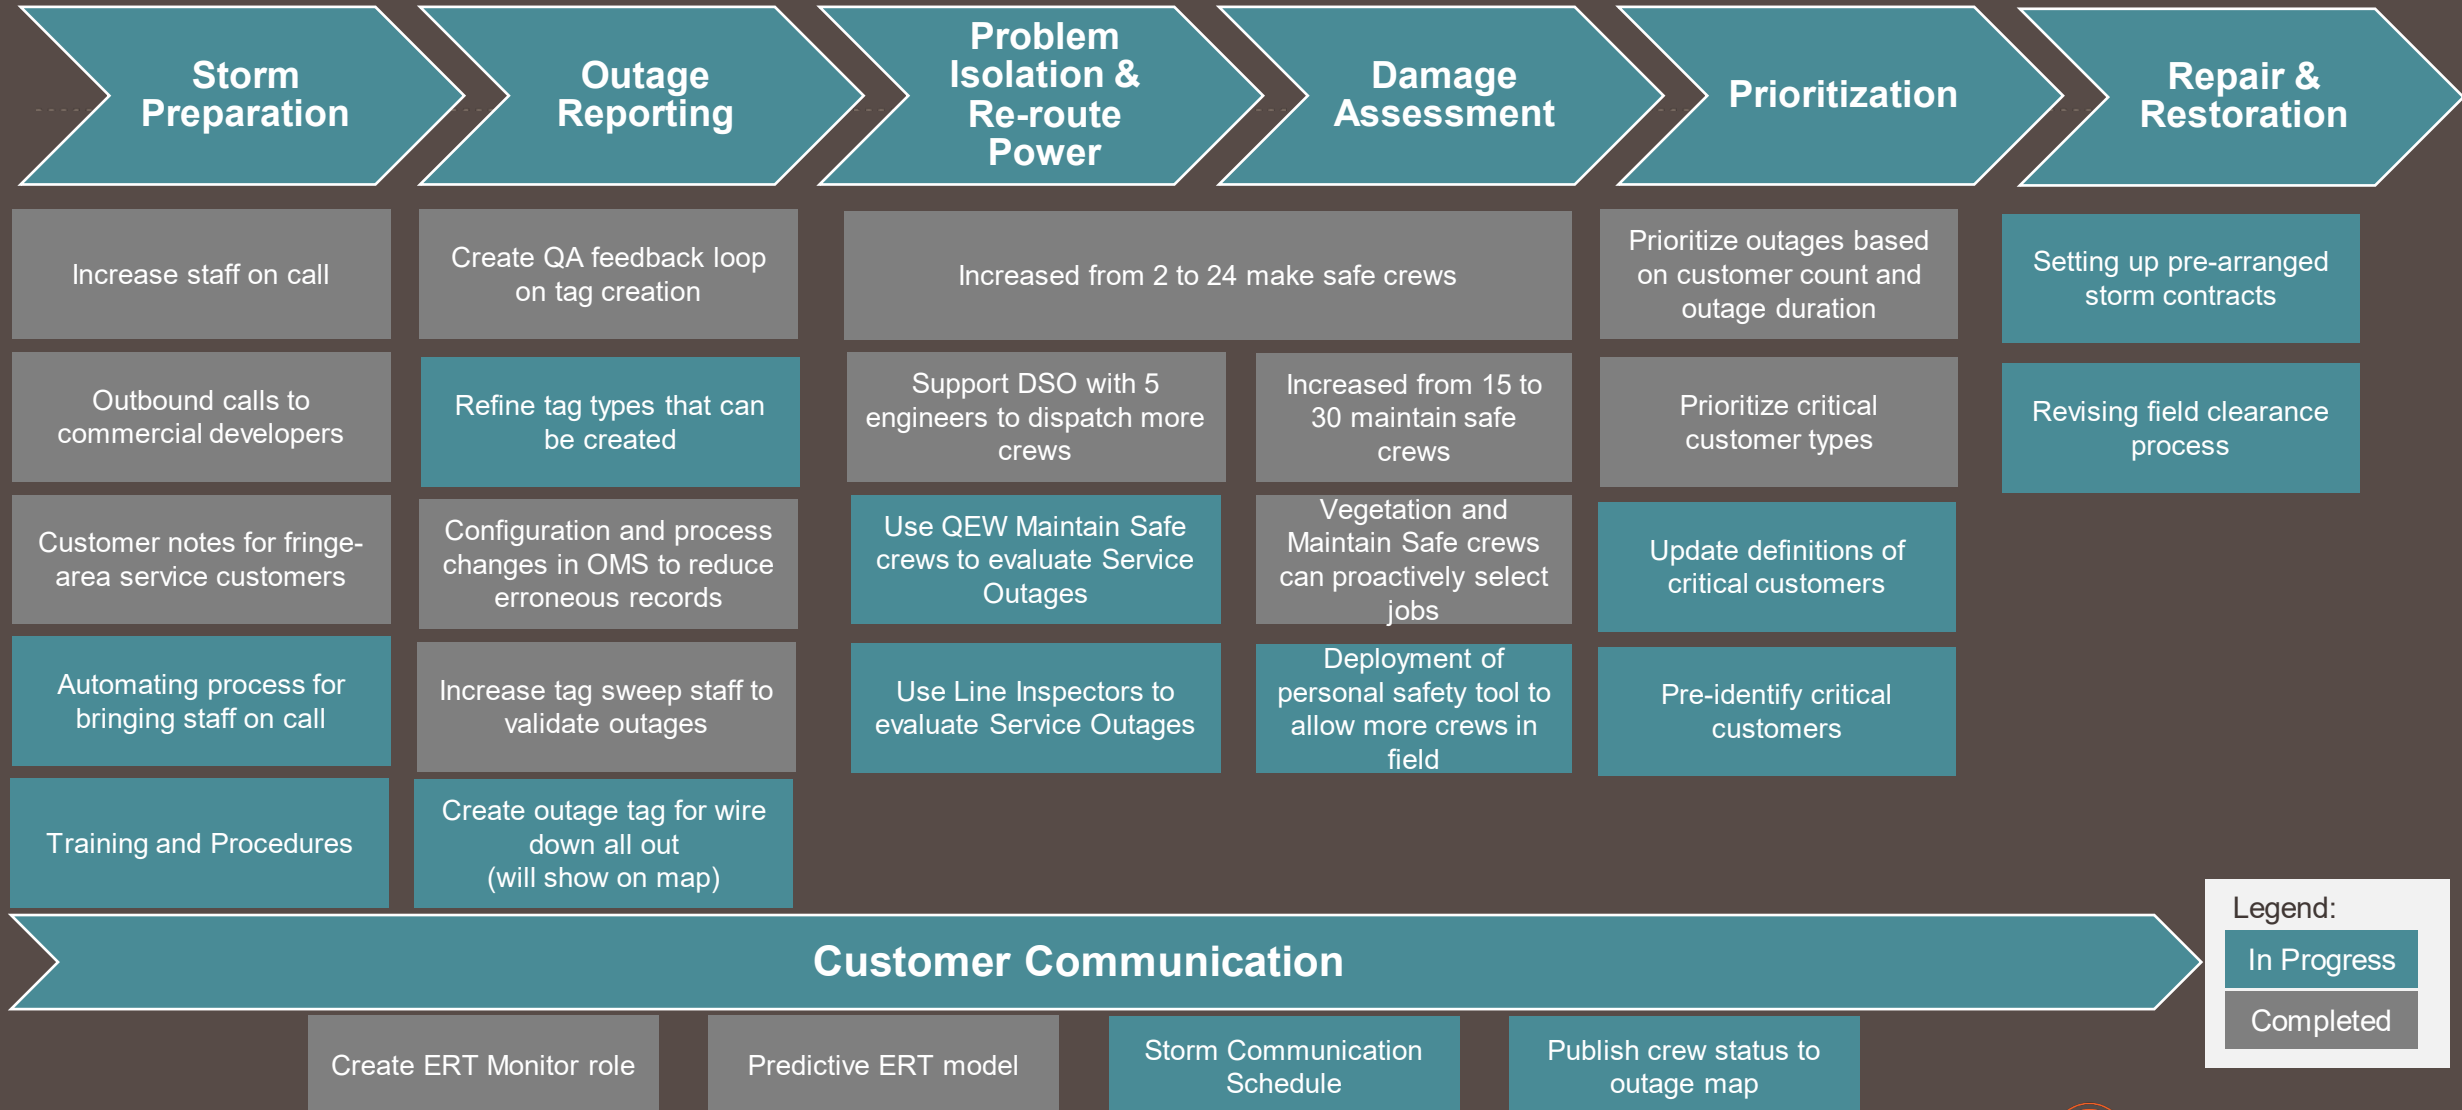 Storm
Preparation
Outage
Reporting
Problem
Isolation &
Re-route
Power
Damage
Assessment
Prioritization
Repair &
Restoration
Increase staff on call
Outbound calls to
commercial developers
Customer notes for fringe-
area service customers
Automating process for
bringing staff on call
Training and Procedures
Create QA feedback loop
on tag creation
Refine tag types that can
be created
Configuration and process
changes in OMS to reduce
erroneous records
Increase tag sweep staff to
validate outages
Create outage tag for wire
down all out
(will show on map)
Increased from 2 to 24 make safe crews
Support DSO with 5
engineers to dispatch more
crews
Use QEW Maintain Safe
crews to evaluate Service
Outages
Use Line Inspectors to
evaluate Service Outages
Increased from 15 to
30 maintain safe
crews
Vegetation and
Maintain Safe crews
can proactively select
jobs
Deployment of
personal safety tool to
allow more crews in
field
Prioritize outages based
on customer count and
outage duration
Prioritize critical
customer types
Update definitions of
critical customers
Pre-identify critical
customers
Setting up pre-arranged
storm contracts
Revising field clearance
process
Customer Communication
Create ERT Monitor role
Predictive ERT model
Storm Communication
Schedule
Publish crew status to
outage map
Legend:
In Progress
Completed